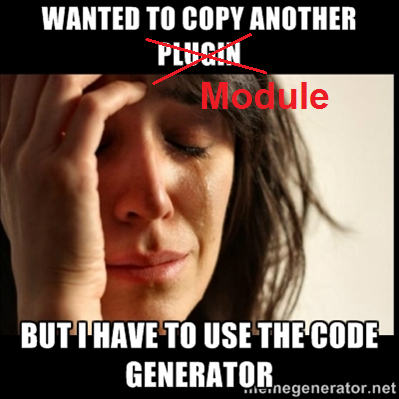 WANTED TO COPY ANOTHER
PLUGIN
Module
BUT I HAVE TO USE THE CODE
GENERATOR
memegenerator.net